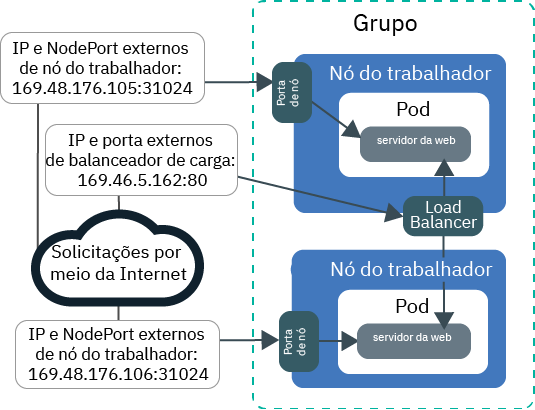 Grupo
IP e NodePort externos
de nó do trabalhador:
169.48.176.105:31024
Porta
de nó
Nó do trabalhador
Pod
servidor da web
IP e porta externos
de balanceador de carga:
169.46.5.162:80
Load
Balancer
Solicitações por
meio da Internet
Nó do trabalhador
Pod
servidor da web
Porta
de nó
IP e NodePort externos
de nó do trabalhador:
169.48.176.106:31024